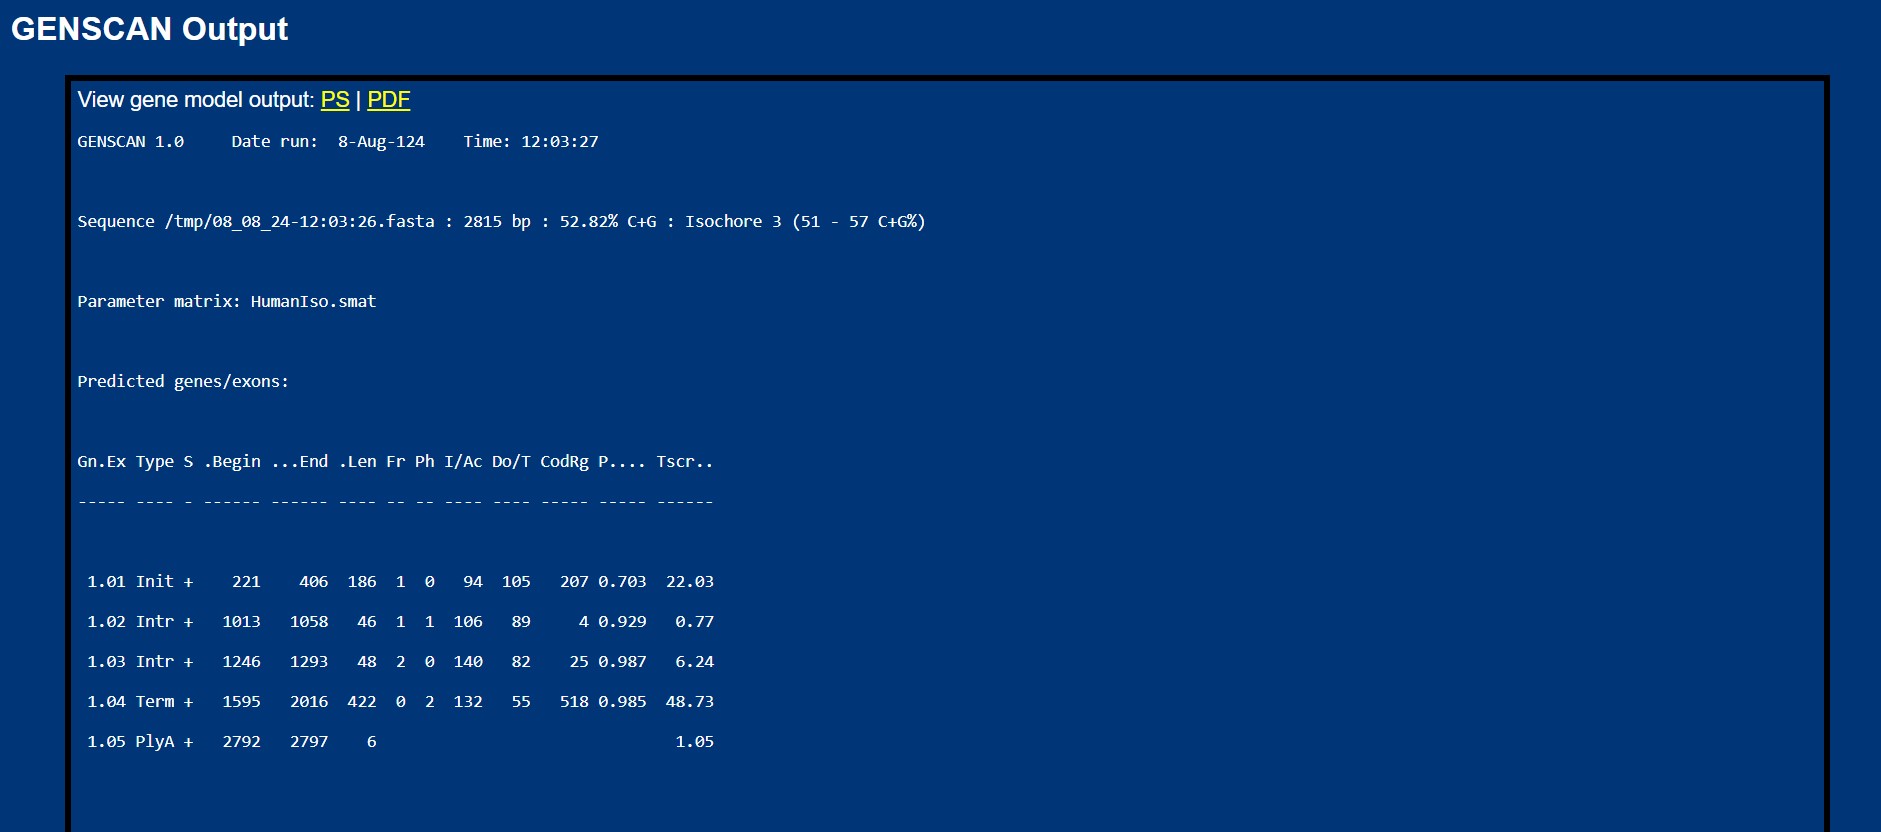 GENSCAN Output
View gene model output: PS | PDF
GENSCAN 1.0     Date run:  8-Aug-124    Time: 12:03:27
Sequence /tmp/08_08_24-12:03:26.fasta : 2815 bp : 52.82% C+G : Isochore 3 (51 - 57 C+G%)
Parameter matrix: HumanIso.smat
Predicted genes/exons:
Gn.Ex Type S .Begin ...End .Len Fr Ph I/Ac Do/T CodRg P.... Tscr..
----- ---- - ------ ------ ---- -- -- ---- ---- ----- ----- ------
 1.01 Init +    221    406  186  1  0   94  105   207 0.703  22.03
 1.02 Intr +   1013   1058   46  1  1  106   89     4 0.929   0.77
 1.03 Intr +   1246   1293   48  2  0  140   82    25 0.987   6.24
 1.04 Term +   1595   2016  422  0  2  132   55   518 0.985  48.73
 1.05 PlyA +   2792   2797    6                               1.05